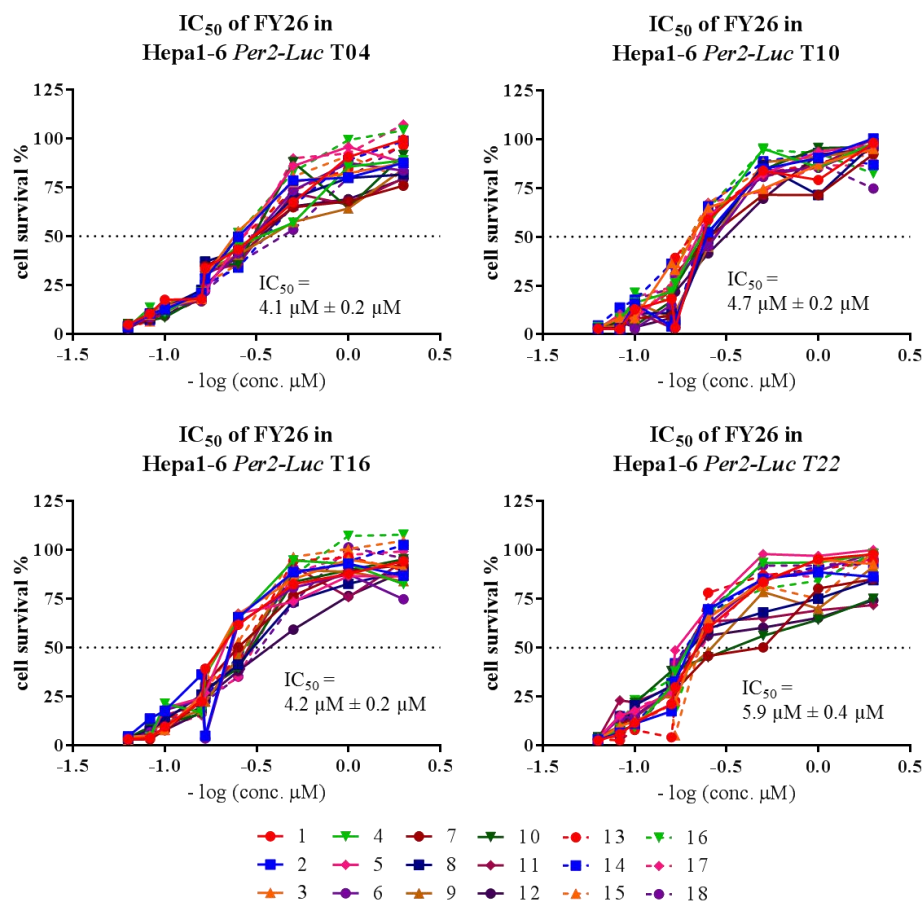 IC50 of FY26 in
Hepa1-6 Per2-Luc T04
125
100
75
50
25
0
cell survival %
-1.5
-1.0
-0.5
0.0
0.5
- log (conc. µM)
IC50 =
4.1 µM ± 0.2 µM
IC50 of FY26 in
Hepa1-6 Per2-Luc T10
125
100
75
50
25
0
cell survival %
-1.5
-1.0
-0.5
0.0
0.5
- log (conc. µM)
IC50 =
4.7 µM ± 0.2 µM
IC50 of FY26 in
Hepa1-6 Per2-Luc T16
125
100
75
50
25
0
cell survival %
-1.5
-1.0
-0.5
0.0
0.5
- log (conc. µM)
IC50 =
4.2 µM ± 0.2 µM
IC50 of FY26 in
Hepa1-6 Per2-Luc T22
125
100
75
50
25
0
cell survival %
-1.5
-1.0
-0.5
0.0
0.5
- log (conc. µM)
IC50 =
5.9 µM ± 0.4 µM
1 4 7 10 13 16
2 5 8 11 14 17
3 6 9 12 15 18